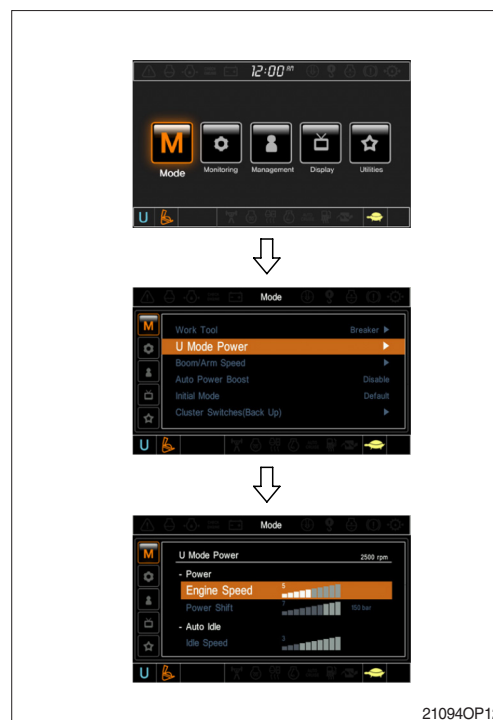 12:00
M
Mode
Monitoring
Management
Display
Utilities
U
Mode
M
Work Tool Breaker
U Mode Power
Boom/Arm Speed
Auto Power Boost Disable
Initial Mode Default
Cluster Switches(Back Up)
U
Mode
M
U Mode Power 2500 rpm
- Power
Engine Speed 5
Power Shift 7 150 bar
- Auto Idle
Idle Speed 3
U
21094OP1